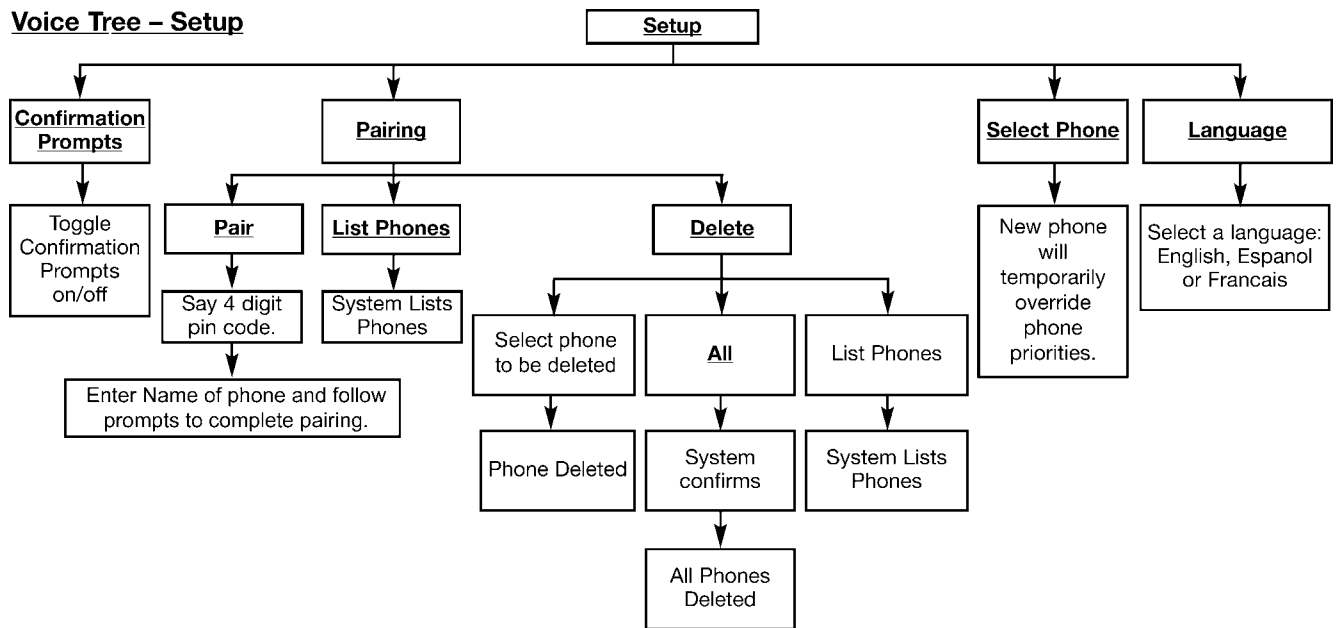 Voice Tree – Setup
Setup
Confirmation
Prompts
Pairing
Select Phone
Language
Toggle
Confirmation
Prompts
on/off
Pair
List Phones
Delete
New phone
will
temporarily
override
phone
priorities.
Select a language:
English, Espanol
or Francais
Say 4 digit
pin code.
System Lists
Phones
Select phone
to be deleted
All
List Phones
Enter Name of phone and follow
prompts to complete pairing.
Phone Deleted
System
confirms
System Lists
Phones
All Phones
Deleted